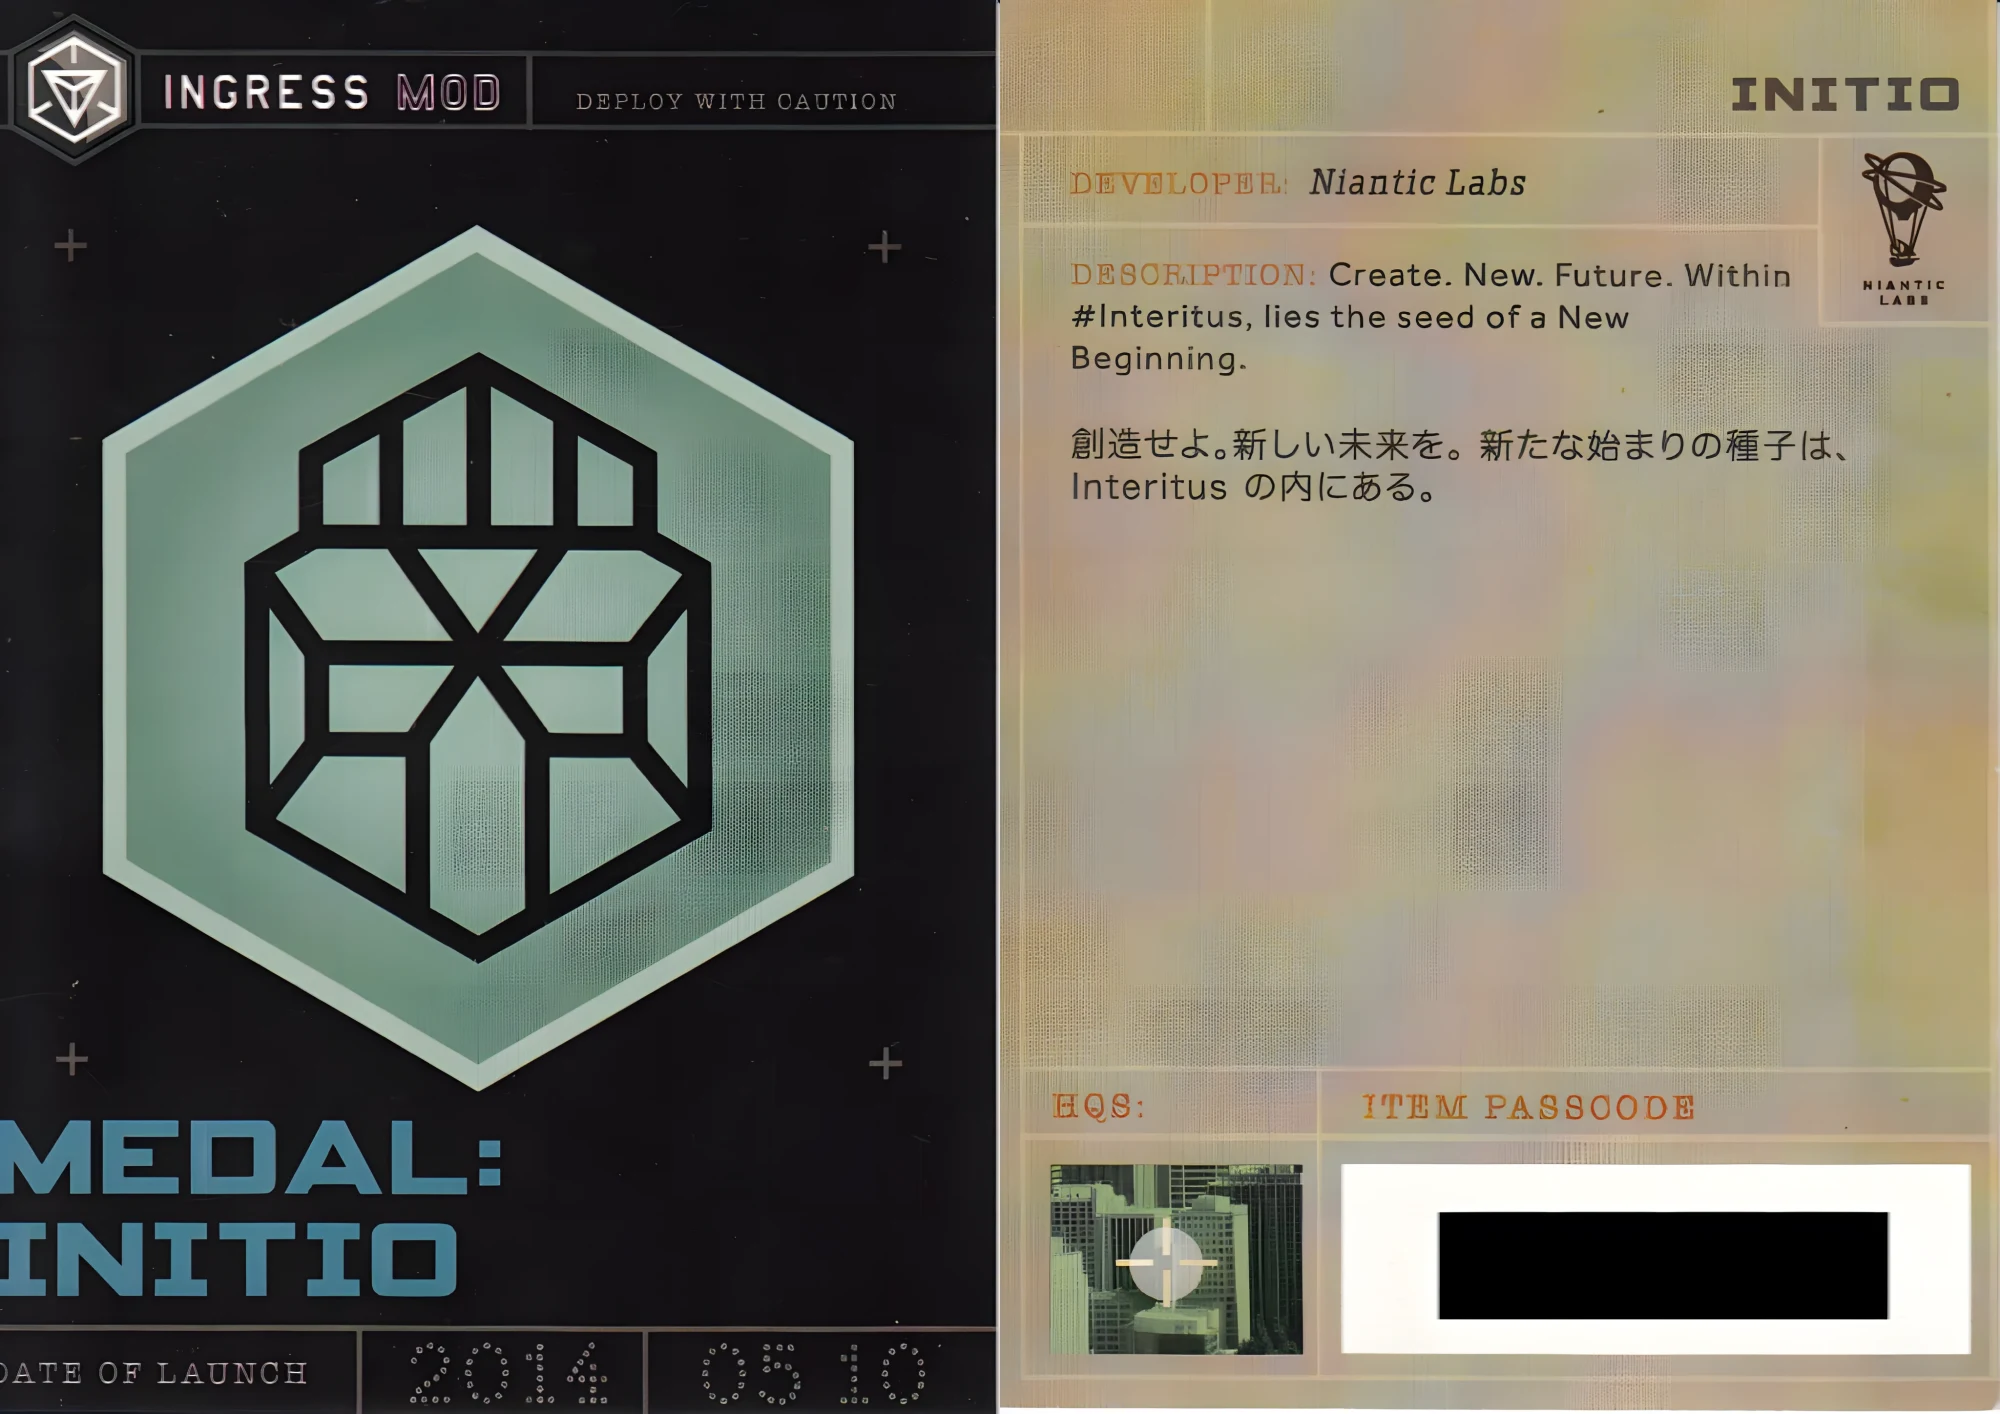 INGRESS MOD
DEPLOY WITH CAUTION
MEDAL:
INITIO
DATE OF LAUNCH
2014
05 10
INITIO
DEVELOPER: Niantic Labs
NIANTIC
LABS
DESCRIPTION: Create. New. Future. Within
#Interitus, lies the seed of a New
Beginning.
創造せよ。新しい未来を。新たな始まりの種子は、
Interitus の内にある。
HQS:
ITEM PASSCODE